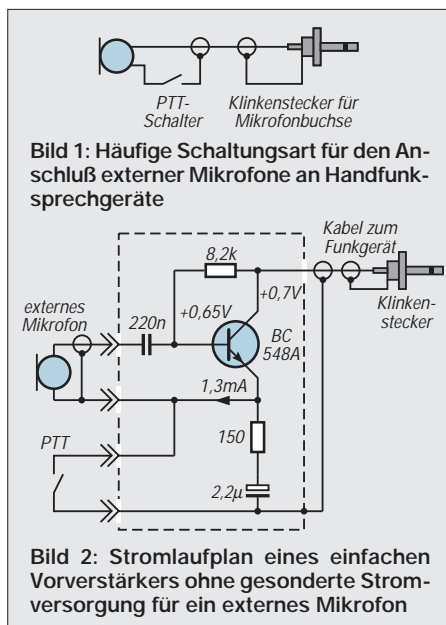 PTT-
Schalter
Klinkenstecker für
Mikrofonbuchse
Bild 1: Häufige Schaltungsart für den An-
schluß externer Mikrofone an Handfunk-
sprechgeräte
Kabel zum
Funkgerät
8,2k
+0,7V
Klinken-
stecker
externes
Mikrofon
220n
+0,65V
BC
548A
1,3mA
PTT
150
2,2µ
Bild 2: Stromlaufplan eines einfachen
Vorverstärkers ohne gesonderte Strom-
versorgung für ein externes Mikrofon